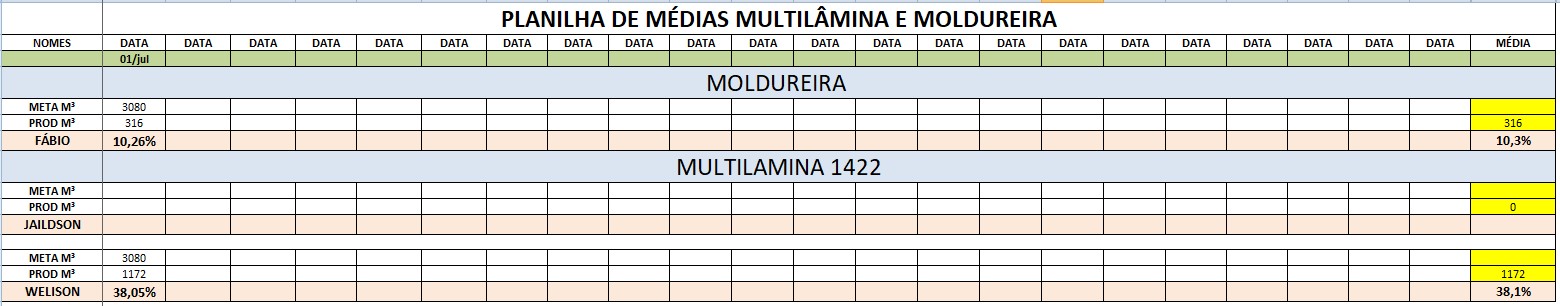 PLANILHA DE MÉDIAS MULTILÂMINA E MOLDUREIRA
NOMES DATA DATA DATA DATA DATA DATA DATA DATA DATA DATA DATA DATA DATA DATA DATA DATA DATA DATA DATA DATA DATA DATA MÉDIA
01/jul
MOLDUREIRA
META M³ 3080
PROD M³ 316 316
FÁBIO 10,26% 10,3%
MULTILAMINA 1422
META M³
PROD M³ 0
JAILDSON
META M³ 3080
PROD M³ 1172 1172
WELISON 38,05% 38,1%